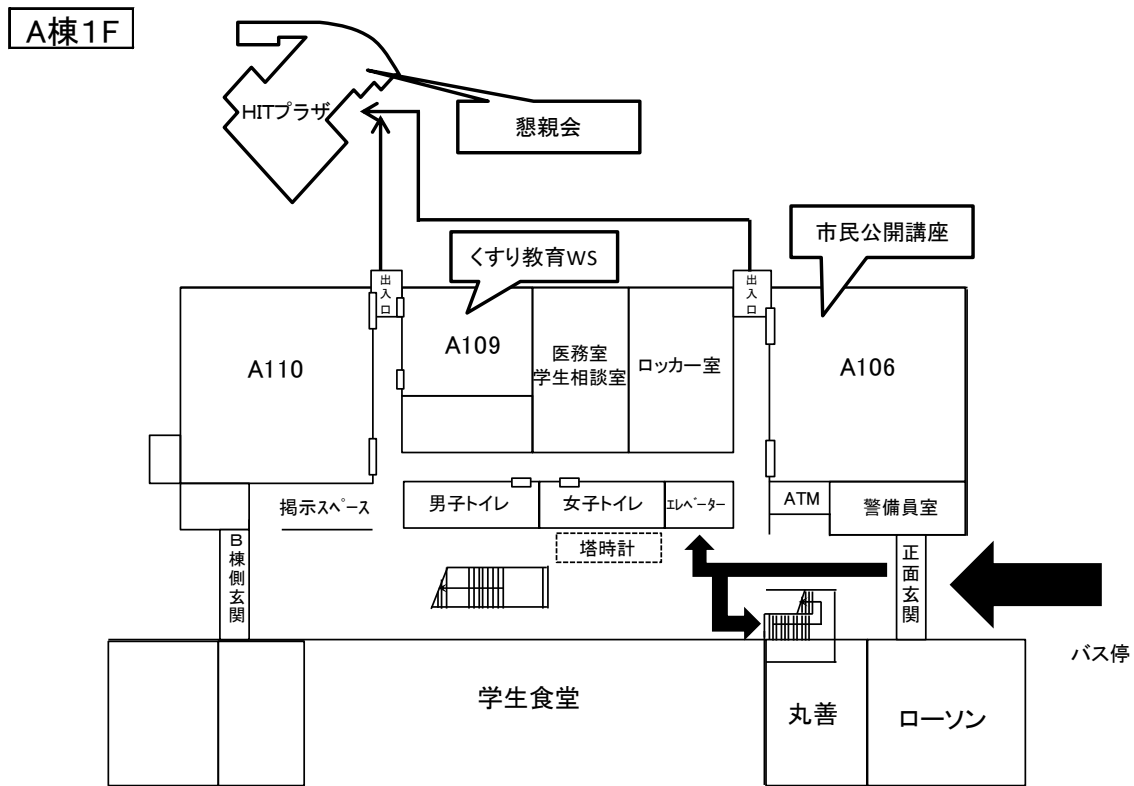 A棟1F
HITプラザ
懇親会
市民公開講座
くすり教育WS
出入口
出入口
A110
A109
医務室
学生相談室
ロッカー室
A106
掲示スペース
男子トイレ
女子トイレ
エレベーター
ATM
警備員室
塔時計
B棟側玄関
正面玄関
バス停
学生食堂
丸善
ローソン